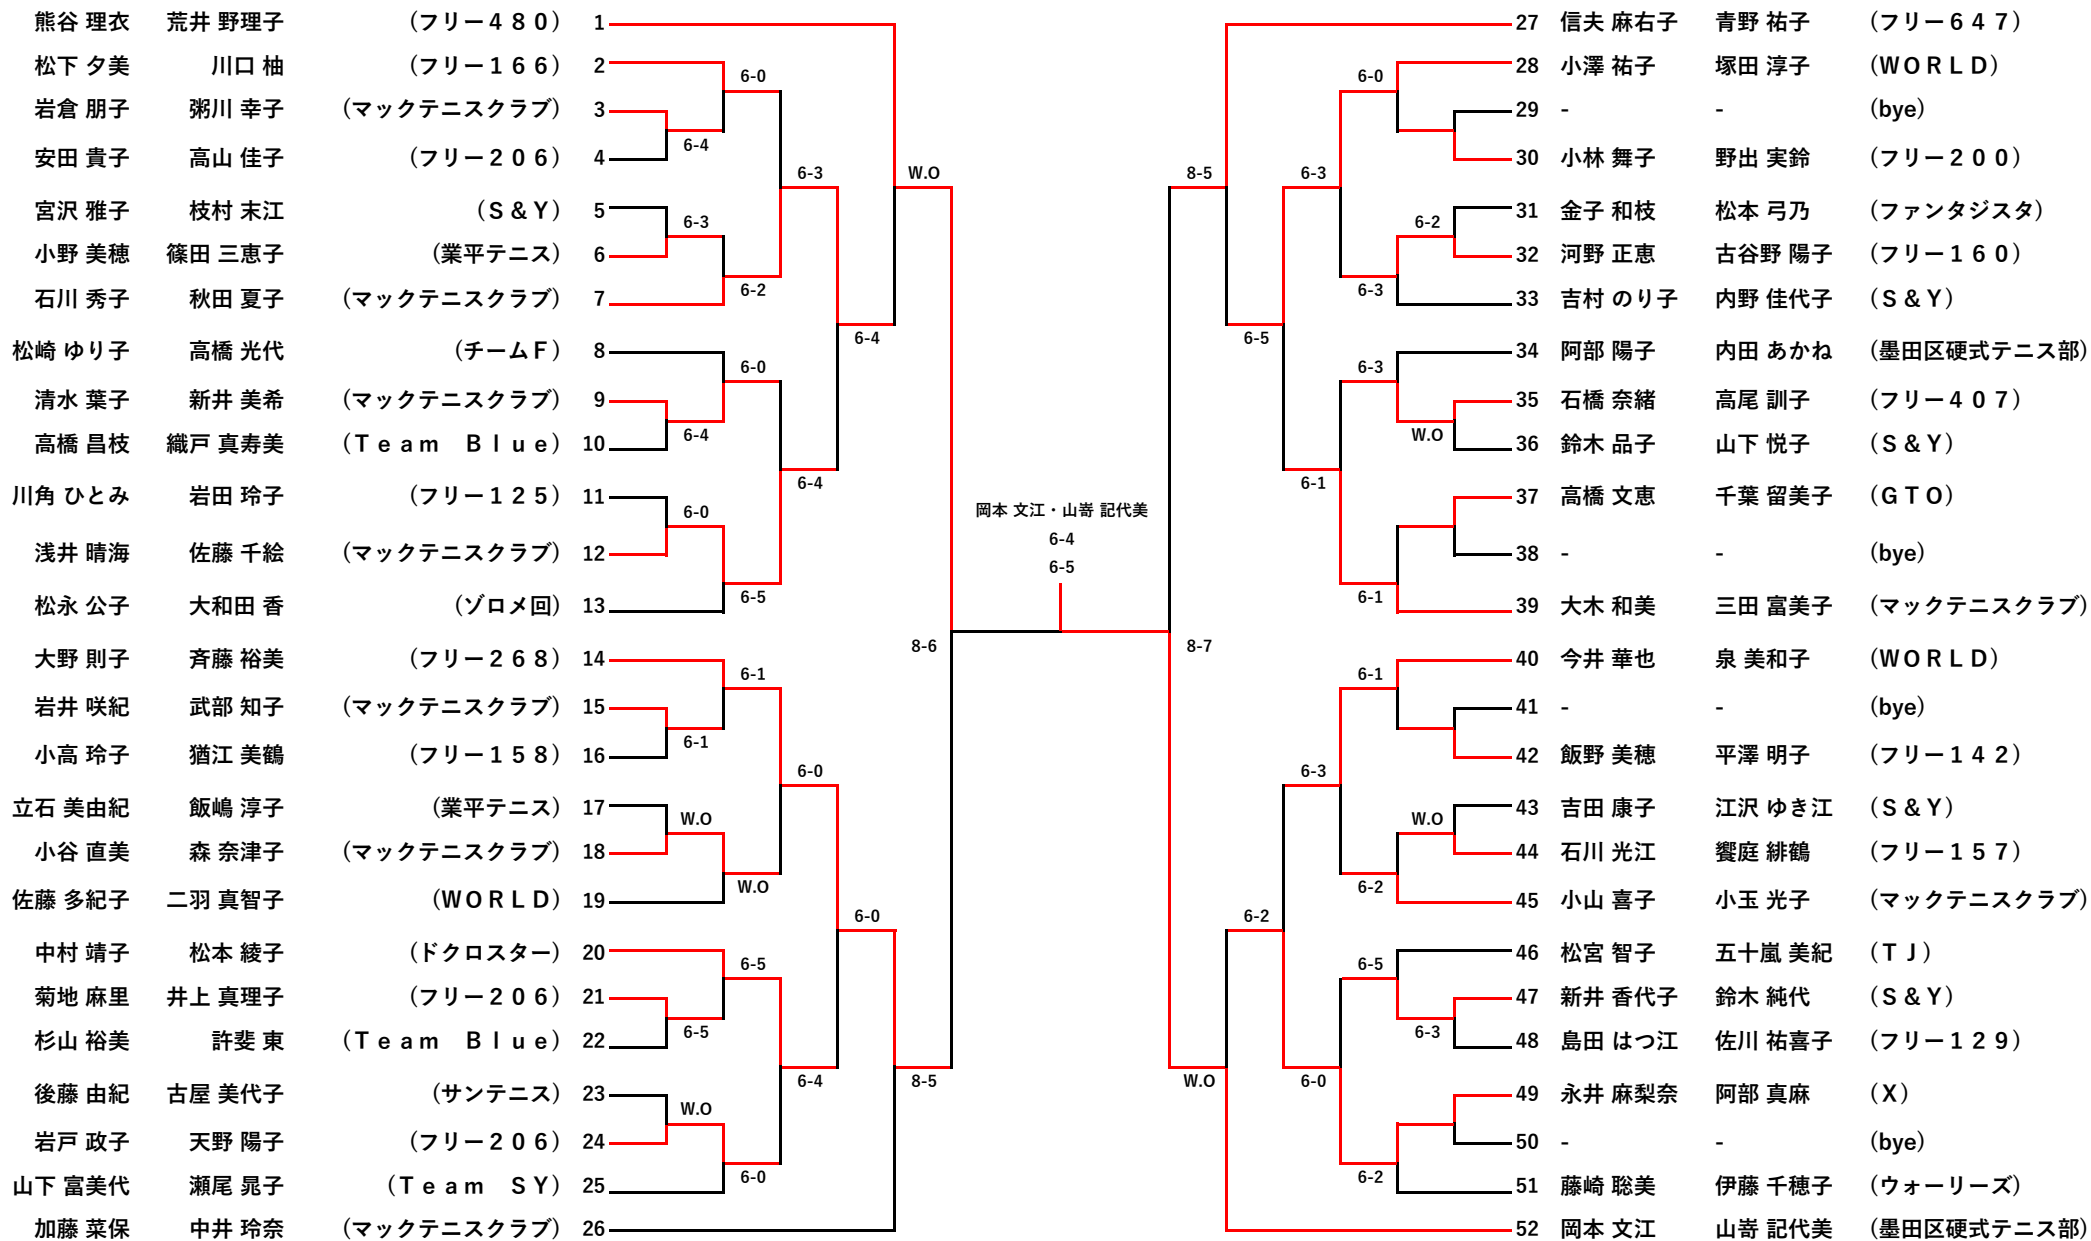 熊谷 理衣 荒井 野理子 (フリー４８０) 1
松下 夕美 川口 柚 (フリー１６６) 2
岩倉 朋子 粥川 幸子 (マックテニスクラブ) 3
安田 貴子 高山 佳子 (フリー２０６) 4
宮沢 雅子 枝村 末江 (Ｓ＆Ｙ) 5
小野 美穂 篠田 三恵子 (業平テニス) 6
石川 秀子 秋田 夏子 (マックテニスクラブ) 7
松崎 ゆり子 高橋 光代 (チームＦ) 8
清水 葉子 新井 美希 (マックテニスクラブ) 9
高橋 昌枝 織戸 真寿美 (Ｔｅａｍ　Ｂｌｕｅ) 10
川角 ひとみ 岩田 玲子 (フリー１２５) 11
浅井 晴海 佐藤 千絵 (マックテニスクラブ) 12
松永 公子 大和田 香 (ゾロメ回) 13
大野 則子 斉藤 裕美 (フリー２６８) 14
岩井 咲紀 武部 知子 (マックテニスクラブ) 15
小高 玲子 猶江 美鶴 (フリー１５８) 16
立石 美由紀 飯嶋 淳子 (業平テニス) 17
小谷 直美 森 奈津子 (マックテニスクラブ) 18
佐藤 多紀子 二羽 真智子 (ＷＯＲＬＤ) 19
中村 靖子 松本 綾子 (ドクロスター) 20
菊地 麻里 井上 真理子 (フリー２０６) 21
杉山 裕美 許斐 東 (Ｔｅａｍ　Ｂｌｕｅ) 22
後藤 由紀 古屋 美代子 (サンテニス) 23
岩戸 政子 天野 陽子 (フリー２０６) 24
山下 富美代 瀬尾 晃子 (Ｔｅａｍ　ＳＹ) 25
加藤 菜保 中井 玲奈 (マックテニスクラブ) 26
6-4
6-3
6-4
6-0
6-1
W.O
6-5
W.O
6-0
6-2
6-0
6-5
6-1
W.O
6-5
6-0
6-3
6-4
6-0
6-4
6-4
6-0
W.O
8-5
8-6
岡本 文江・山嵜 記代美
6-4
6-5
8-7
8-5
W.O
6-5
6-2
6-3
6-1
6-3
6-0
6-0
6-3
6-3
6-1
6-1
6-2
6-5
6-2
6-2
W.O
W.O
6-3
27 信夫 麻右子 青野 祐子 (フリー６４７)
28 小澤 祐子 塚田 淳子 (ＷＯＲＬＤ)
29 - - (bye)
30 小林 舞子 野出 実鈴 (フリー２００)
31 金子 和枝 松本 弓乃 (ファンタジスタ)
32 河野 正恵 古谷野 陽子 (フリー１６０)
33 吉村 のり子 内野 佳代子 (Ｓ＆Ｙ)
34 阿部 陽子 内田 あかね (墨田区硬式テニス部)
35 石橋 奈緒 高尾 訓子 (フリー４０７)
36 鈴木 品子 山下 悦子 (Ｓ＆Ｙ)
37 高橋 文恵 千葉 留美子 (ＧＴＯ)
38 - - (bye)
39 大木 和美 三田 富美子 (マックテニスクラブ)
40 今井 華也 泉 美和子 (ＷＯＲＬＤ)
41 - - (bye)
42 飯野 美穂 平澤 明子 (フリー１４２)
43 吉田 康子 江沢 ゆき江 (Ｓ＆Ｙ)
44 石川 光江 饗庭 緋鶴 (フリー１５７)
45 小山 喜子 小玉 光子 (マックテニスクラブ)
46 松宮 智子 五十嵐 美紀 (ＴＪ)
47 新井 香代子 鈴木 純代 (Ｓ＆Ｙ)
48 島田 はつ江 佐川 祐喜子 (フリー１２９)
49 永井 麻梨奈 阿部 真麻 (Ｘ)
50 - - (bye)
51 藤崎 聡美 伊藤 千穂子 (ウォーリーズ)
52 岡本 文江 山嵜 記代美 (墨田区硬式テニス部)